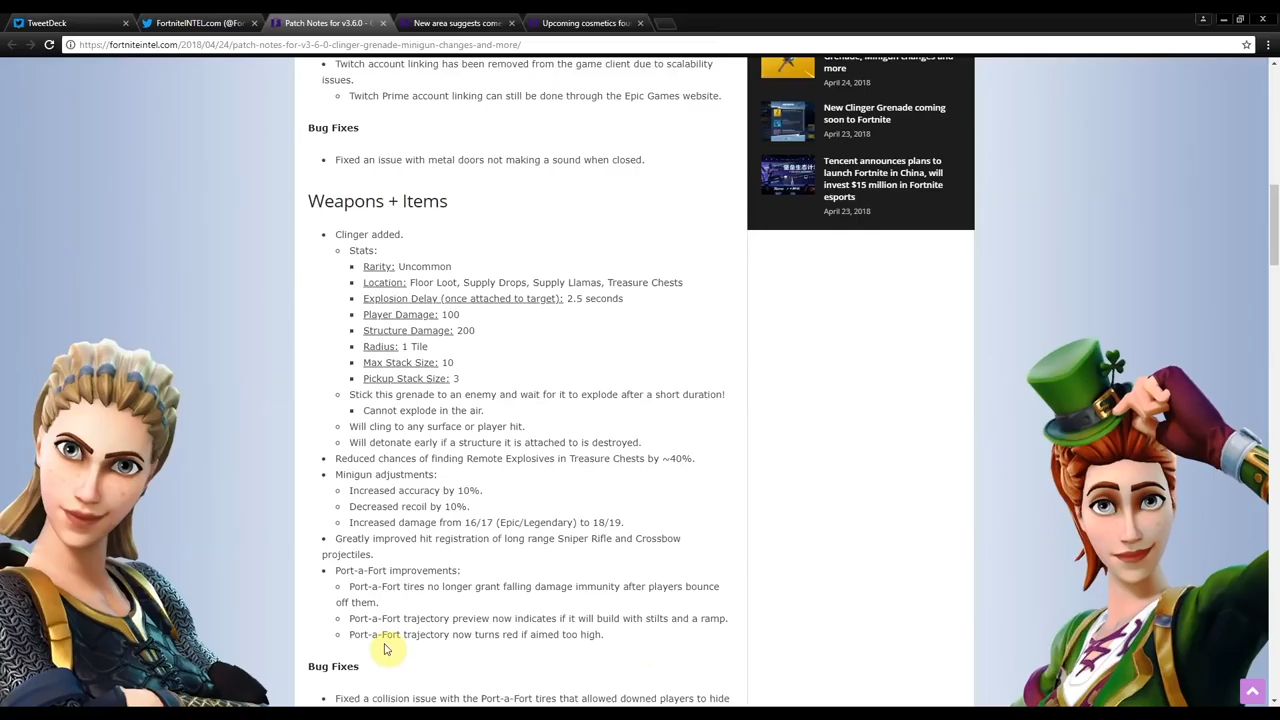 TweetDeck
FortniteINTEL.com (@For
Patch Notes for v3.6.0 -
New area suggests come
Upcoming cosmetics fou
https://fortniteintel.com/2018/04/24/patch-notes-for-v3-6-0-clinger-grenade-minigun-changes-and-more/
Twitch account linking has been removed from the game client due to scalability
issues.
Twitch Prime account linking can still be done through the Epic Games website.
Bug Fixes
Fixed an issue with metal doors not making a sound when closed.
Weapons + Items
Clinger added.
Stats:
Rarity: Uncommon
Location: Floor Loot, Supply Drops, Supply Llamas, Treasure Chests
Explosion Delay (once attached to target): 2.5 seconds
Player Damage: 100
Structure Damage: 200
Radius: 1 Tile
Max Stack Size: 10
Pickup Stack Size: 3
Stick this grenade to an enemy and wait for it to explode after a short duration!
Cannot explode in the air.
Will cling to any surface or player hit.
Will detonate early if a structure it is attached to is destroyed.
Reduced chances of finding Remote Explosives in Treasure Chests by ~40%.
Minigun adjustments:
Increased accuracy by 10%.
Decreased recoil by 10%.
Increased damage from 16/17 (Epic/Legendary) to 18/19.
Greatly improved hit registration of long range Sniper Rifle and Crossbow
projectiles.
Port-a-Fort improvements:
Port-a-Fort tires no longer grant falling damage immunity after players bounce
off them.
Port-a-Fort trajectory preview now indicates if it will build with stilts and a ramp.
Port-a-Fort trajectory now turns red if aimed too high.
Bug Fixes
Fixed a collision issue with the Port-a-Fort tires that allowed downed players to hide
Grenade, Minigun changes and
more
April 24, 2018
New Clinger Grenade coming
soon to Fortnite
April 23, 2018
Tencent announces plans to
launch Fortnite in China, will
invest $15 million in Fortnite
esports
April 23, 2018